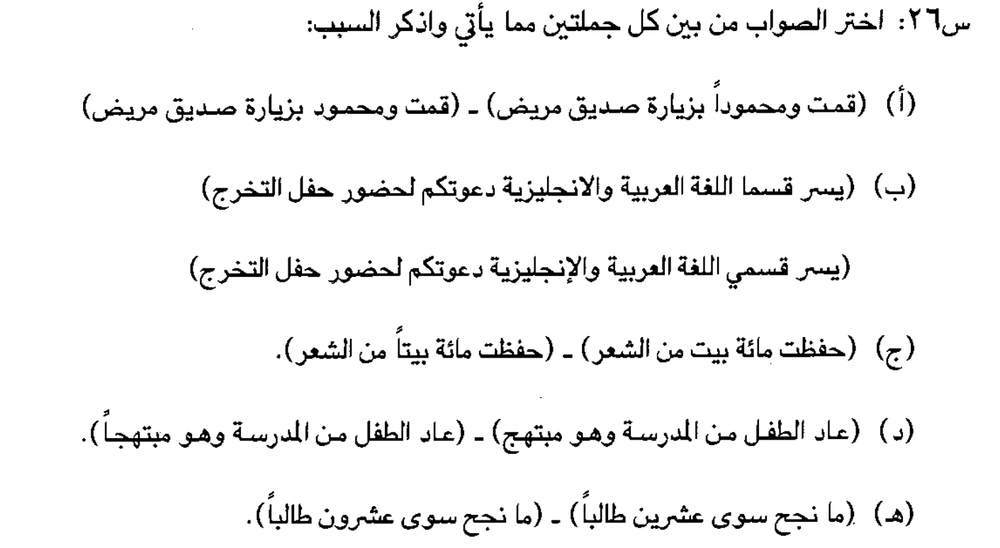 س٢٦: اختر الصواب من بين كل جملتين مما يأتي واذكر السبب:
(أ) (قمت ومحموداً بزيارة صديق مريض) ـ (قمت ومحمود بزيارة صديق مريض)
(ب) (يسر قسما اللغة العربية والانجليزية دعوتكم لحضور حفل التخرج)
(يسر قسمي اللغة العربية والإنجليزية دعوتكم لحضور حفل التخرج)
(ج) (حفظت مائة بيت من الشعر) ـ (حفظت مائة بيتاً من الشعر).
(د) (عاد الطفل من المدرسة وهو مبتهج) ـ (عاد الطفل من المدرسة وهو مبتهجاً).
(هـ) (ما نجح سوى عشرين طالباً) ـ (ما نجح سوى عشرون طالباً).